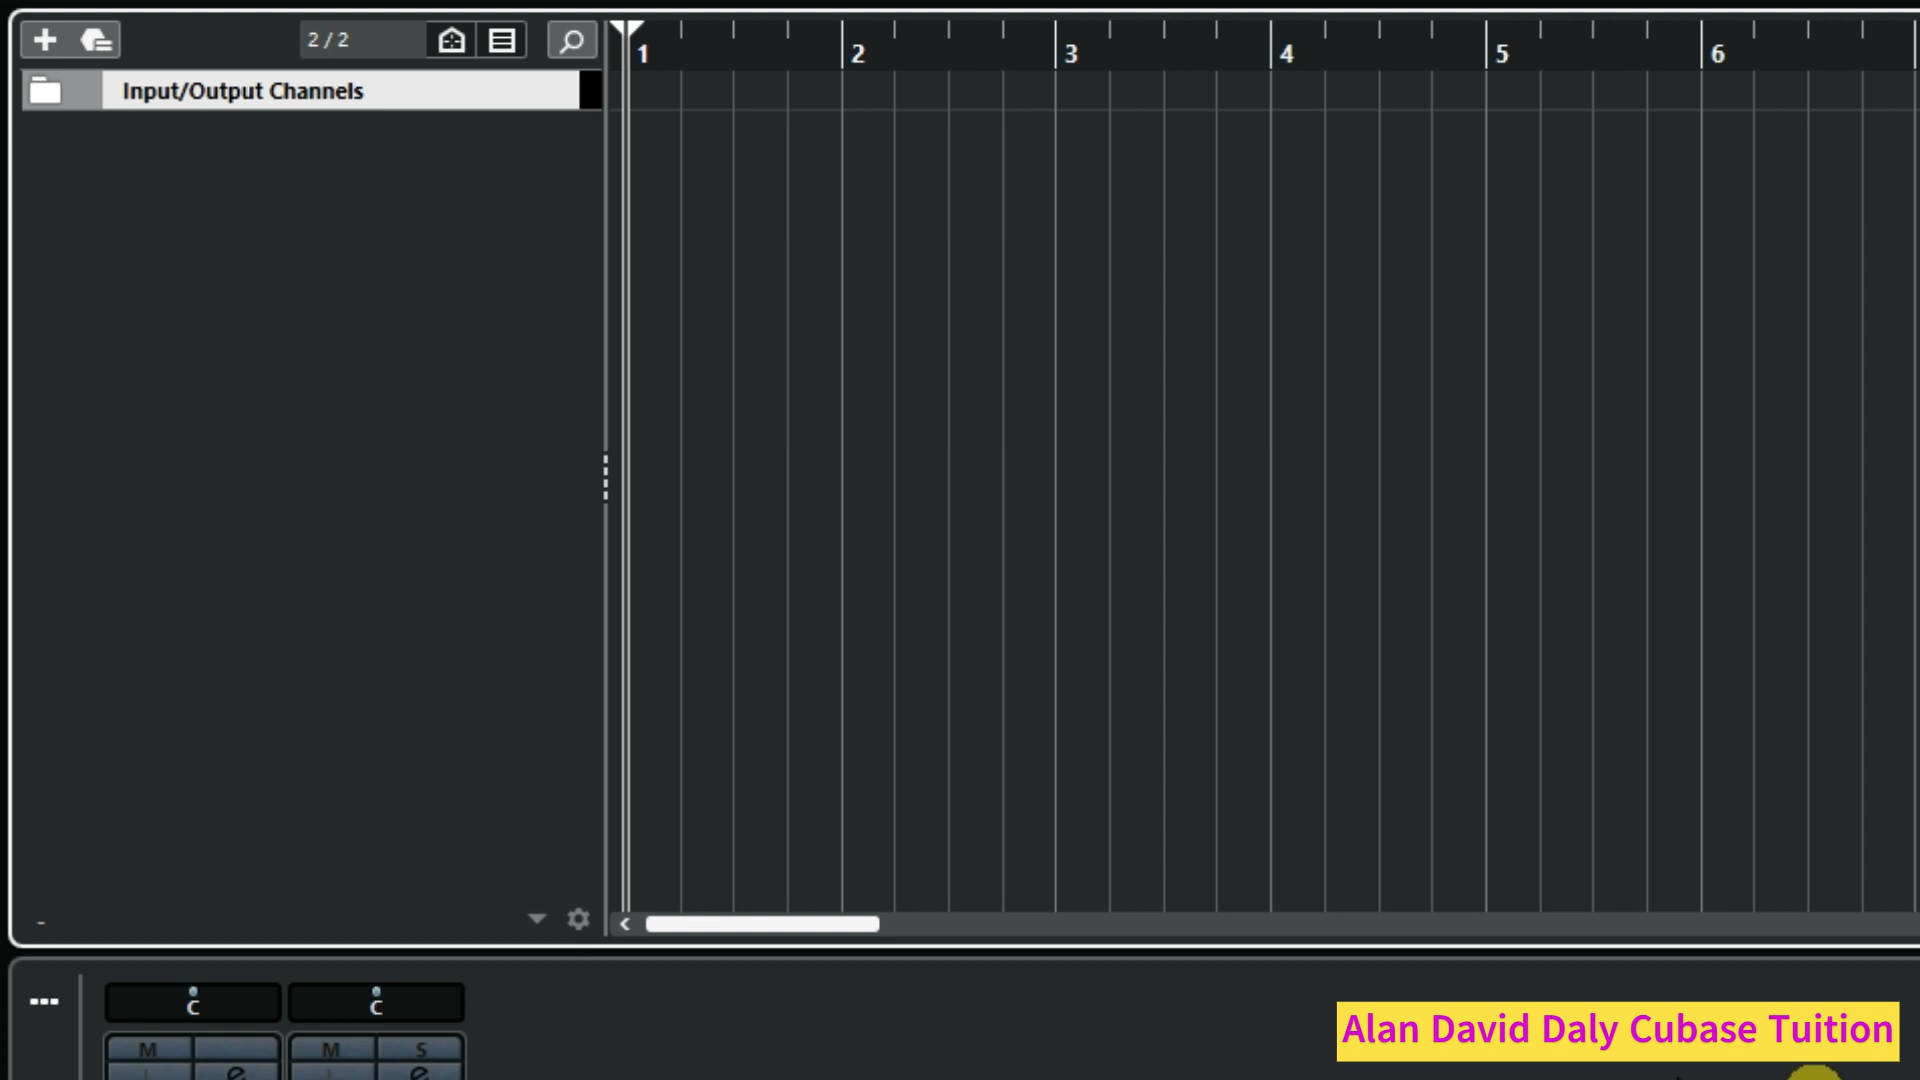 2 / 2
1 2 3 4 5 6
Input/Output Channels
-
C C
M M S
e e
Alan David Daly Cubase Tuition